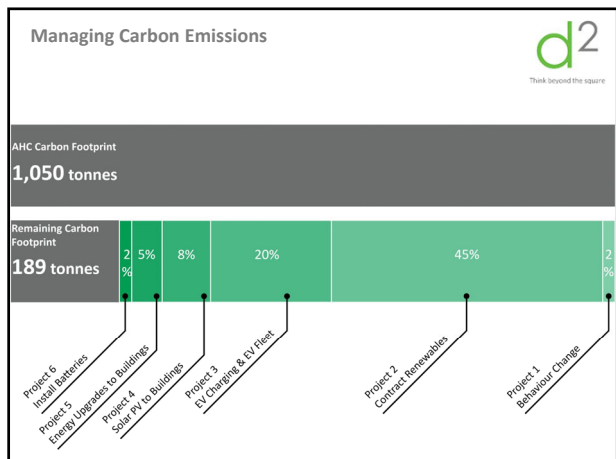 Managing Carbon Emissions
d2
Think beyond the square
AHC Carbon Footprint
1,050 tonnes
Remaining Carbon
Footprint
189 tonnes
2
%
5%
8%
20%
45%
2
%
Project 6
Install Batteries
Project 5
Energy Upgrades to Buildings
Project 4
Solar PV to Buildings
Project 3
EV Charging & EV Fleet
Project 2
Contract Renewables
Project 1
Behaviour Change